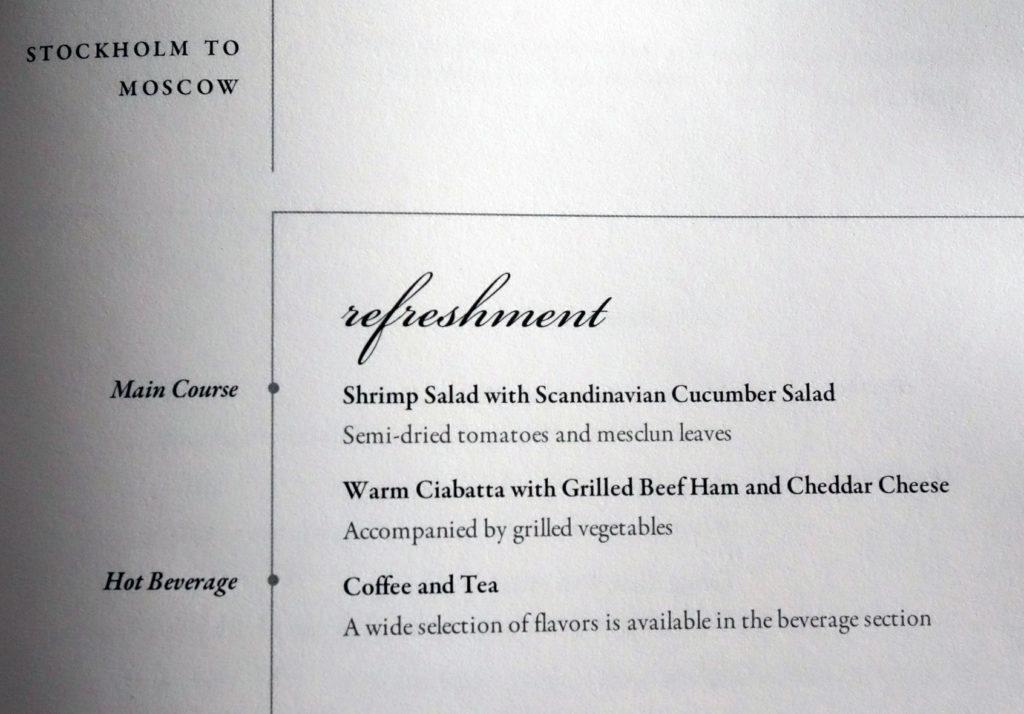 STOCKHOLM TO
MOSCOW
refreshment
Main Course
Shrimp Salad with Scandinavian Cucumber Salad
Semi-dried tomatoes and mesclun leaves
Warm Ciabatta with Grilled Beef Ham and Cheddar Cheese
Accompanied by grilled vegetables
Hot Beverage
Coffee and Tea
A wide selection of flavors is available in the beverage section